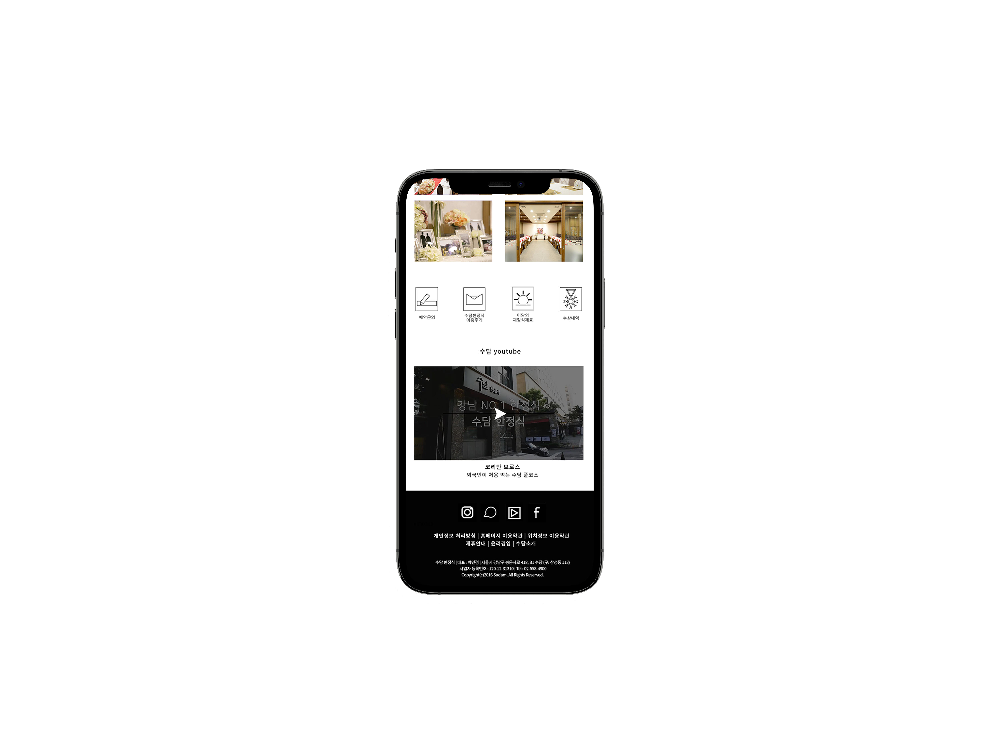 예약문의
수담한정식
이용후기
이달의
제철식재료
수상내역
수담 youtube
수담 한정식
강남 NO.1 한정식
수담 한정식
코리안 브로스
외국인이 처음 먹는 수담 풀코스
개인정보 처리방침 | 홈페이지 이용약관 | 위치정보 이용약관
제휴안내 | 윤리경영 | 수담소개
수담 한정식 | 대표 : 박민경 | 서울시 강남구 봉은사로 418, B1 수담 (구: 삼성동 113)
사업자 등록번호 : 120-12-31310 | Tel : 02-558-4900
Copyright(c)2016 Sudam. All Rights Reserved.